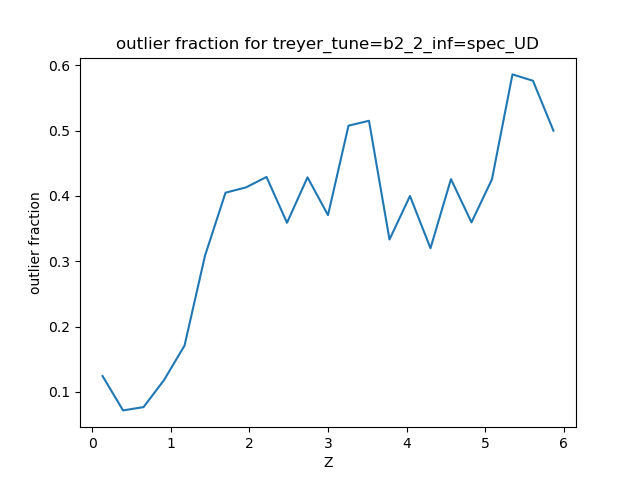 outlier fraction for treyer_tune=b2_2_inf=spec_UD
0.6
0.5
0.4
0.3
0.2
0.1
outlier fraction
0 1 2 3 4 5 6
Z